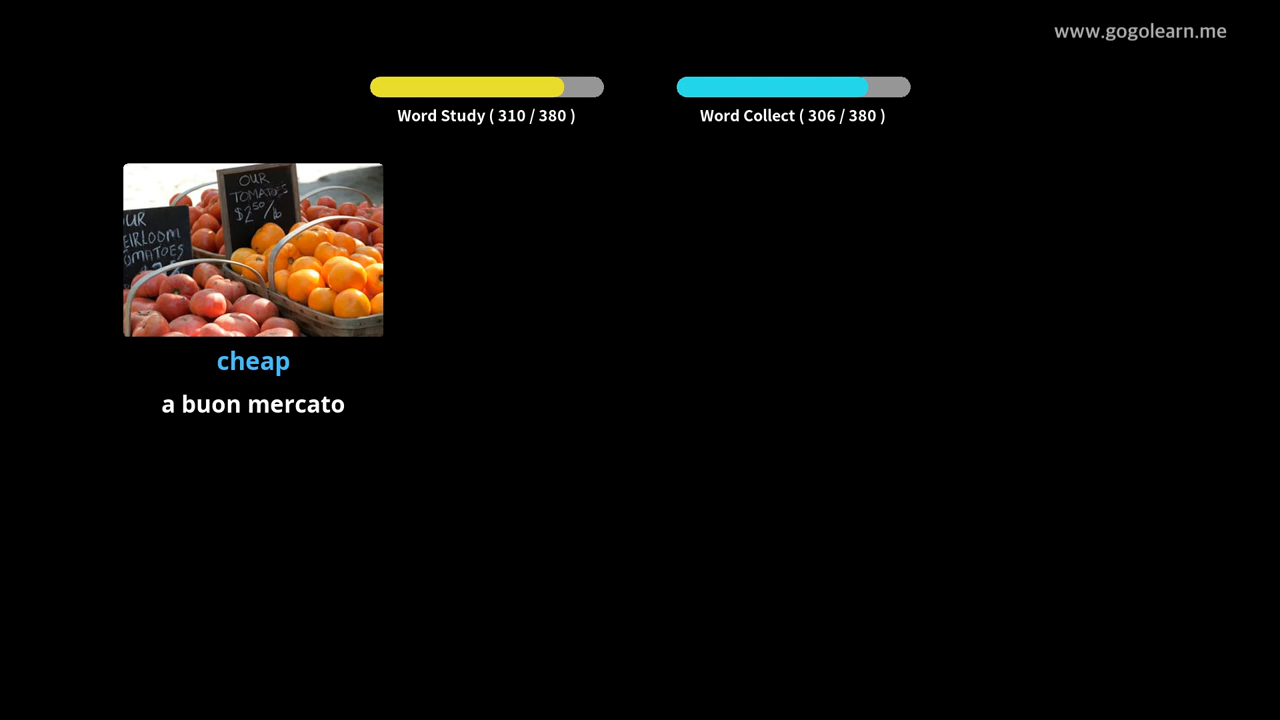 www.gogolearn.me
Word Study ( 310 / 380 )
Word Collect ( 306 / 380 )
OUR
TOMATOES
$2.50/lb
UR
EIRLOOM
OMATOES
cheap
a buon mercato